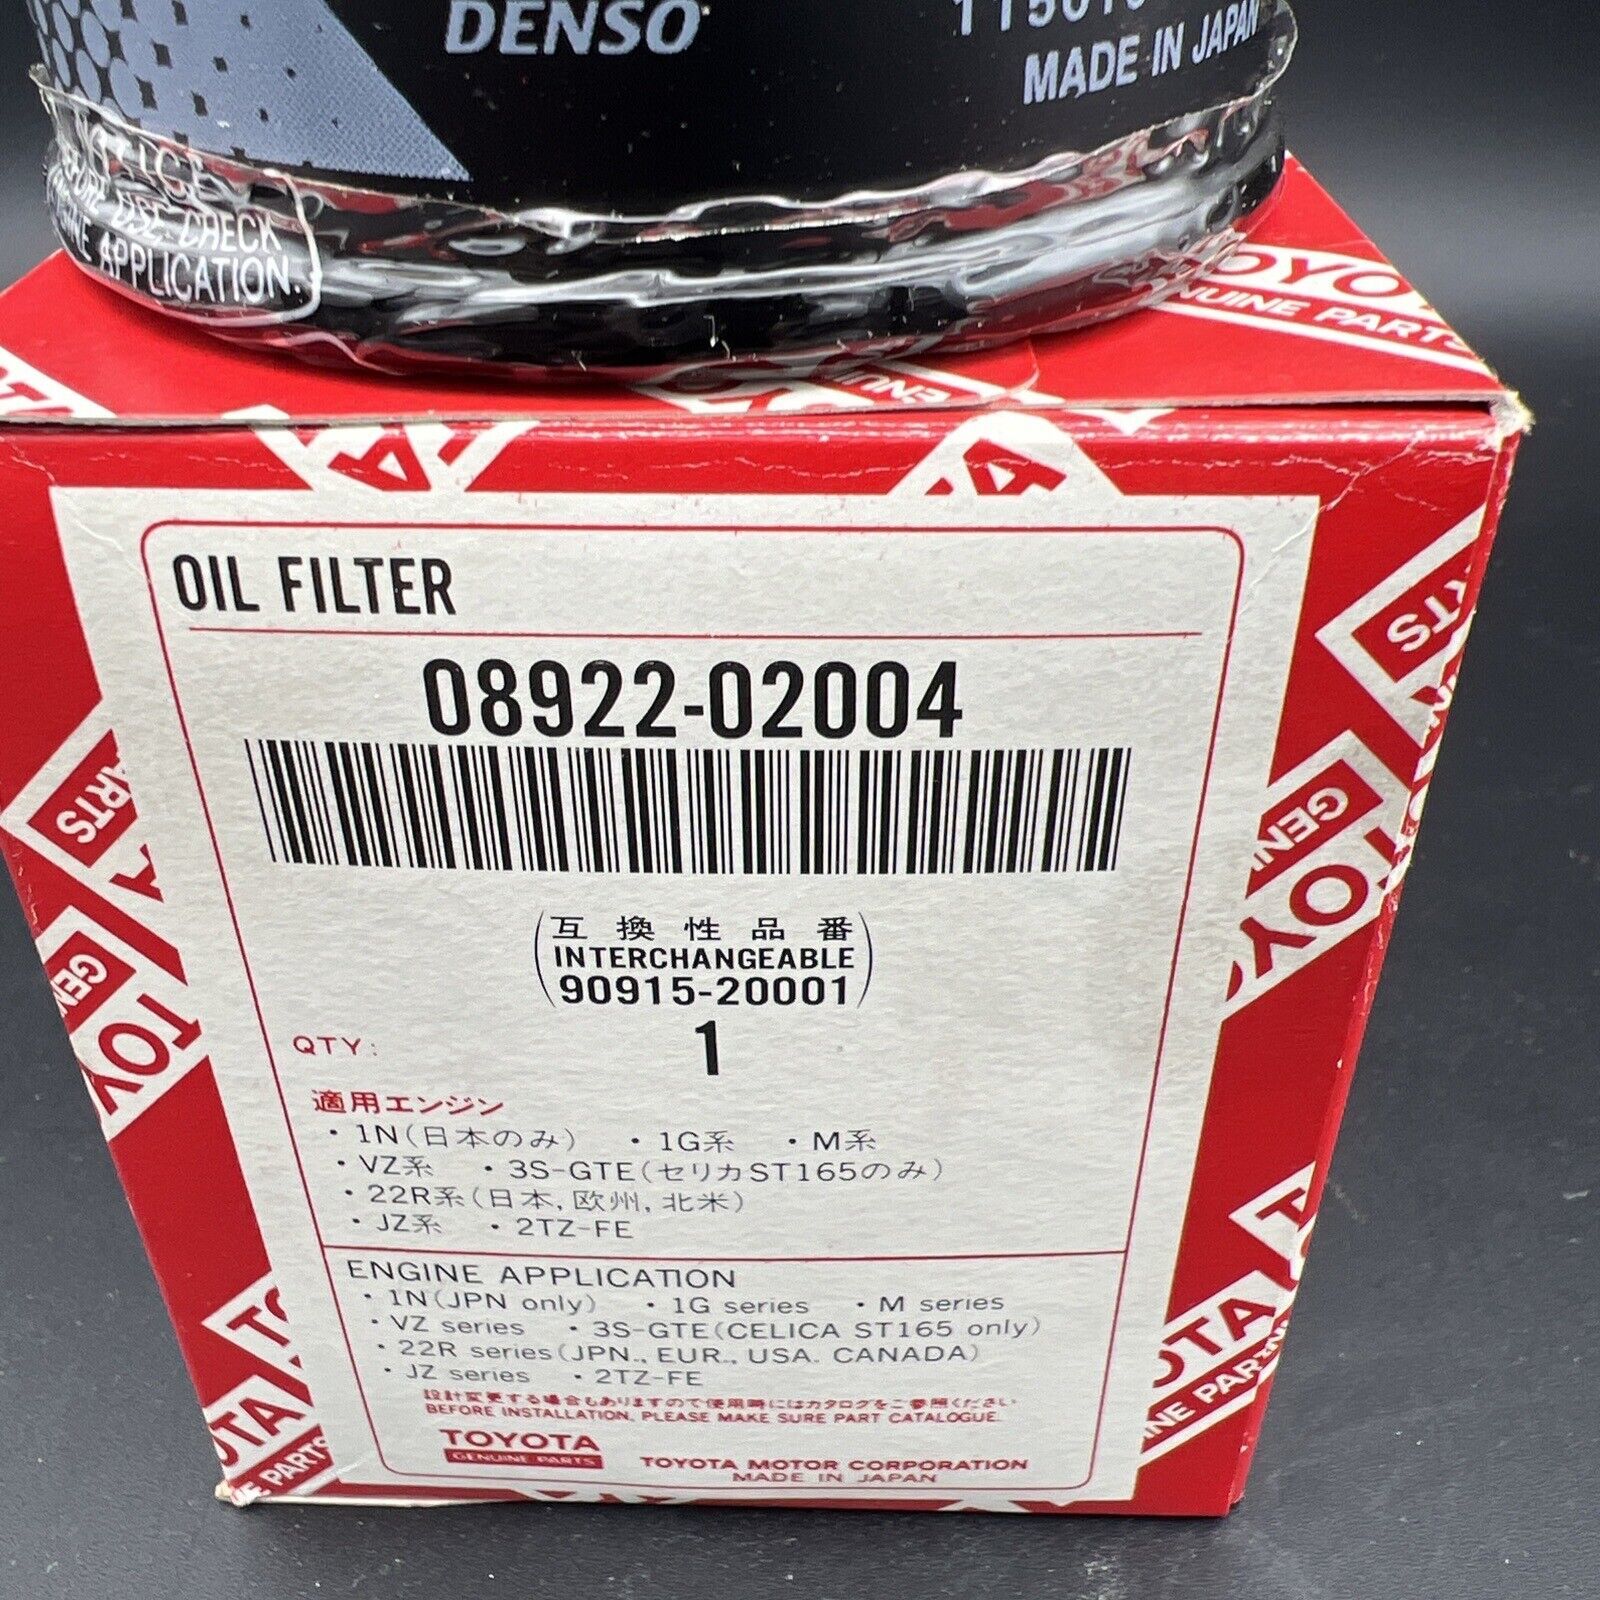 DENSO
MADE IN JAPAN
NOTICE
USE CHECK
APPLICATION.
TOYOTA
GENUINE PARTS
OIL FILTER
08922-02004
互換性品番
INTERCHANGEABLE
90915-20001
QTY: 1
適用エンジン
・1N(日本のみ) ・1G系 ・M系
・VZ系 ・3S-GTE(セリカST165のみ)
・22R系(日本, 欧州, 北米)
・JZ系 ・2TZ-FE
ENGINE APPLICATION
・1N(JPN only) ・1G series ・M series
・VZ series ・3S-GTE(CELICA ST165 only)
・22R series(JPN., EUR., USA. CANADA)
・JZ series ・2TZ-FE
設計変更する場合もありますので使用時にはカタログをご参照ください
BEFORE INSTALLATION, PLEASE MAKE SURE PART CATALOGUE.
TOYOTA
GENUINE PARTS
TOYOTA MOTOR CORPORATION
MADE IN JAPAN